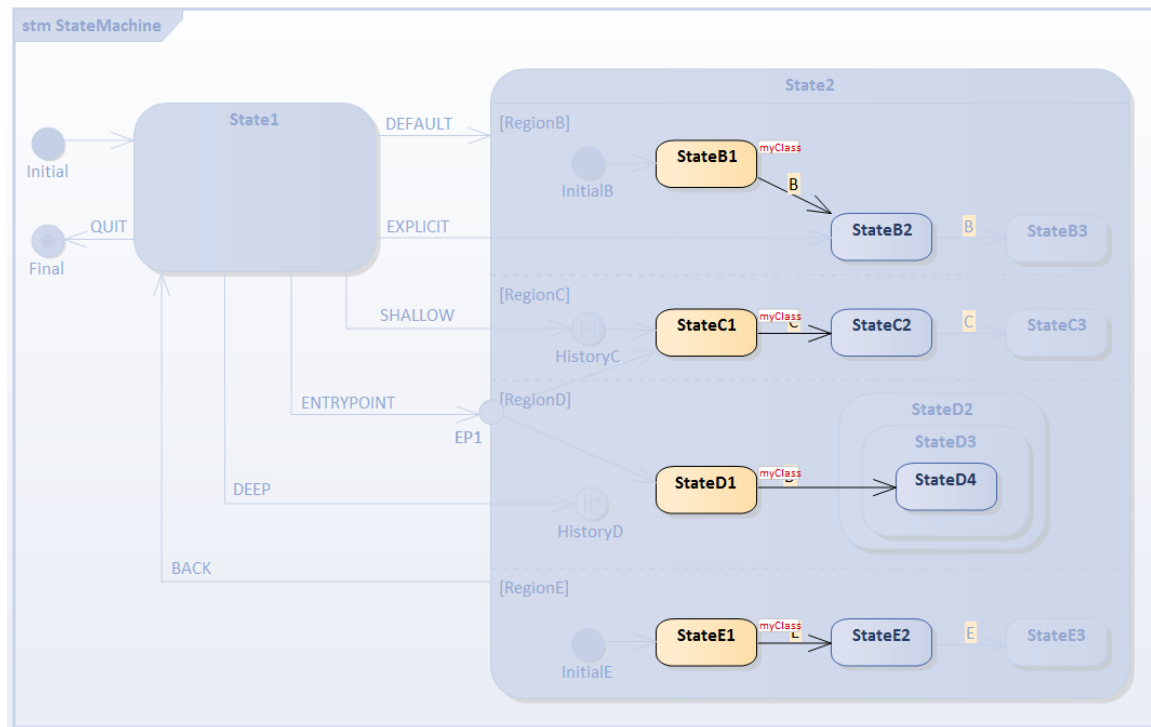 stm StateMachine
State2
State1
DEFAULT
[RegionB]
Initial
StateB1
myClass
InitialB
B
QUIT
EXPLICIT
StateB2
B
StateB3
Final
[RegionC]
SHALLOW
StateC1
myClass
C
StateC2
C
StateC3
HistoryC
ENTRYPOINT
[RegionD]
StateD2
EP1
StateD3
StateD1
myClass
StateD4
DEEP
HistoryD
BACK
[RegionE]
StateE1
myClass
StateE2
E
StateE3
InitialE